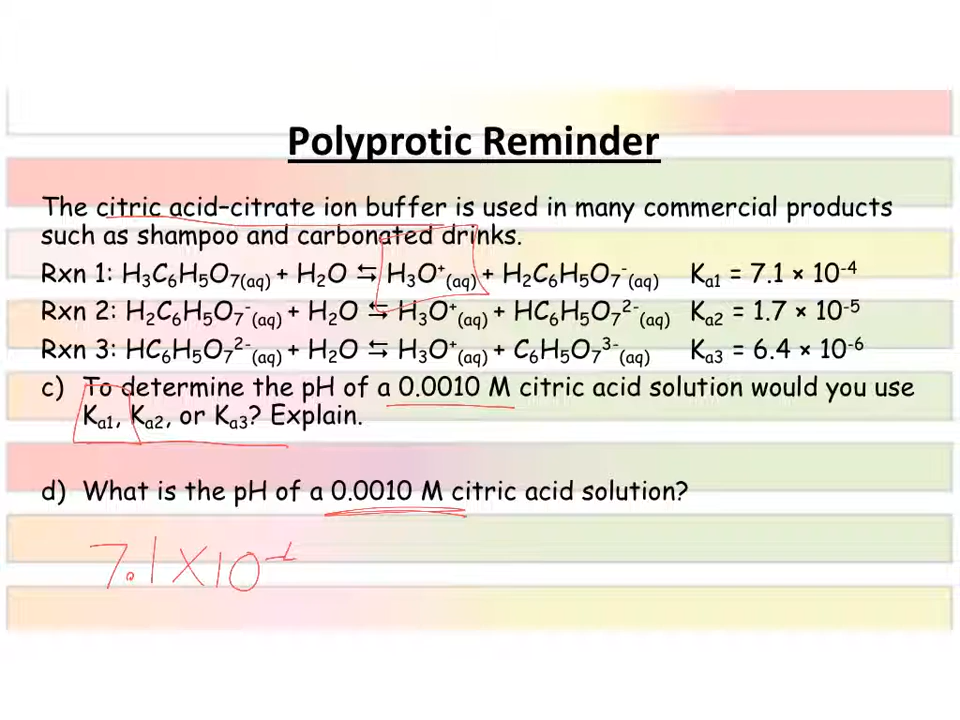 Polyprotic Reminder
The citric acid–citrate ion buffer is used in many commercial products
such as shampoo and carbonated drinks.
Rxn 1: H₃C₆H₅O₇(aq) + H₂O ⇆ H₃O⁺(aq) + H₂C₆H₅O₇⁻(aq) Ka1 = 7.1 × 10⁻⁴
Rxn 2: H₂C₆H₅O₇⁻(aq) + H₂O ⇆ H₃O⁺(aq) + HC₆H₅O₇²⁻(aq) Ka2 = 1.7 × 10⁻⁵
Rxn 3: HC₆H₅O₇²⁻(aq) + H₂O ⇆ H₃O⁺(aq) + C₆H₅O₇³⁻(aq) Ka3 = 6.4 × 10⁻⁶
c) To determine the pH of a 0.0010 M citric acid solution would you use
Ka1, Ka2, or Ka3? Explain.
d) What is the pH of a 0.0010 M citric acid solution?
7.1 × 10⁻